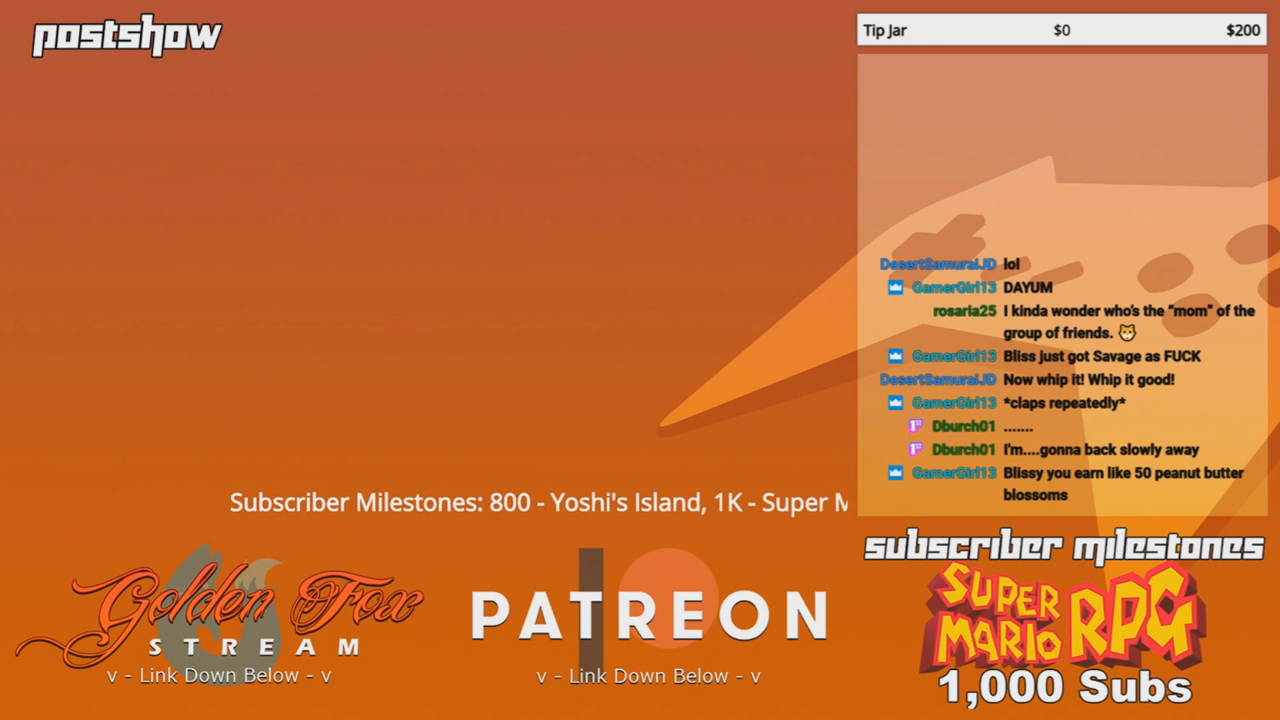 postshow
Tip Jar $0 $200
DesertSamuraiJD lol
GamerGirl13 DAYUM
rosaria25 I kinda wonder who's the “mom” of the
group of friends.
GamerGirl13 Bliss just got Savage as FUCK
DesertSamuraiJD Now whip it! Whip it good!
GamerGirl13 *claps repeatedly*
Dburch01 .......
Dburch01 I'm....gonna back slowly away
GamerGirl13 Blissy you earn like 50 peanut butter
blossoms
Subscriber Milestones: 800 - Yoshi's Island, 1K - Super M
subscriber milestones
SUPER
MARIO RPG
1,000 Subs
Golden Fox
STREAM
v - Link Down Below - v
PATREON
v - Link Down Below - v